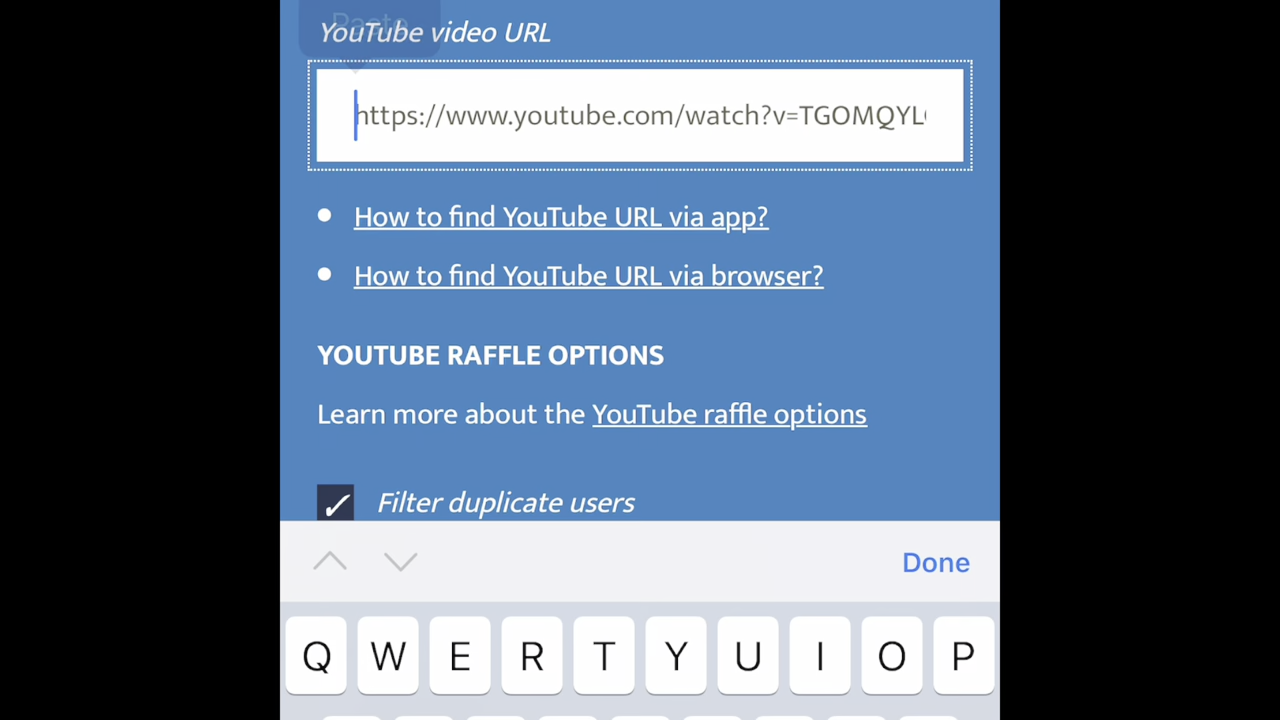 Paste
YouTube video URL
https://www.youtube.com/watch?v=TGOMQYL
How to find YouTube URL via app?
How to find YouTube URL via browser?
YOUTUBE RAFFLE OPTIONS
Learn more about the YouTube raffle options
✓ Filter duplicate users
Done
Q W E R T Y U I O P